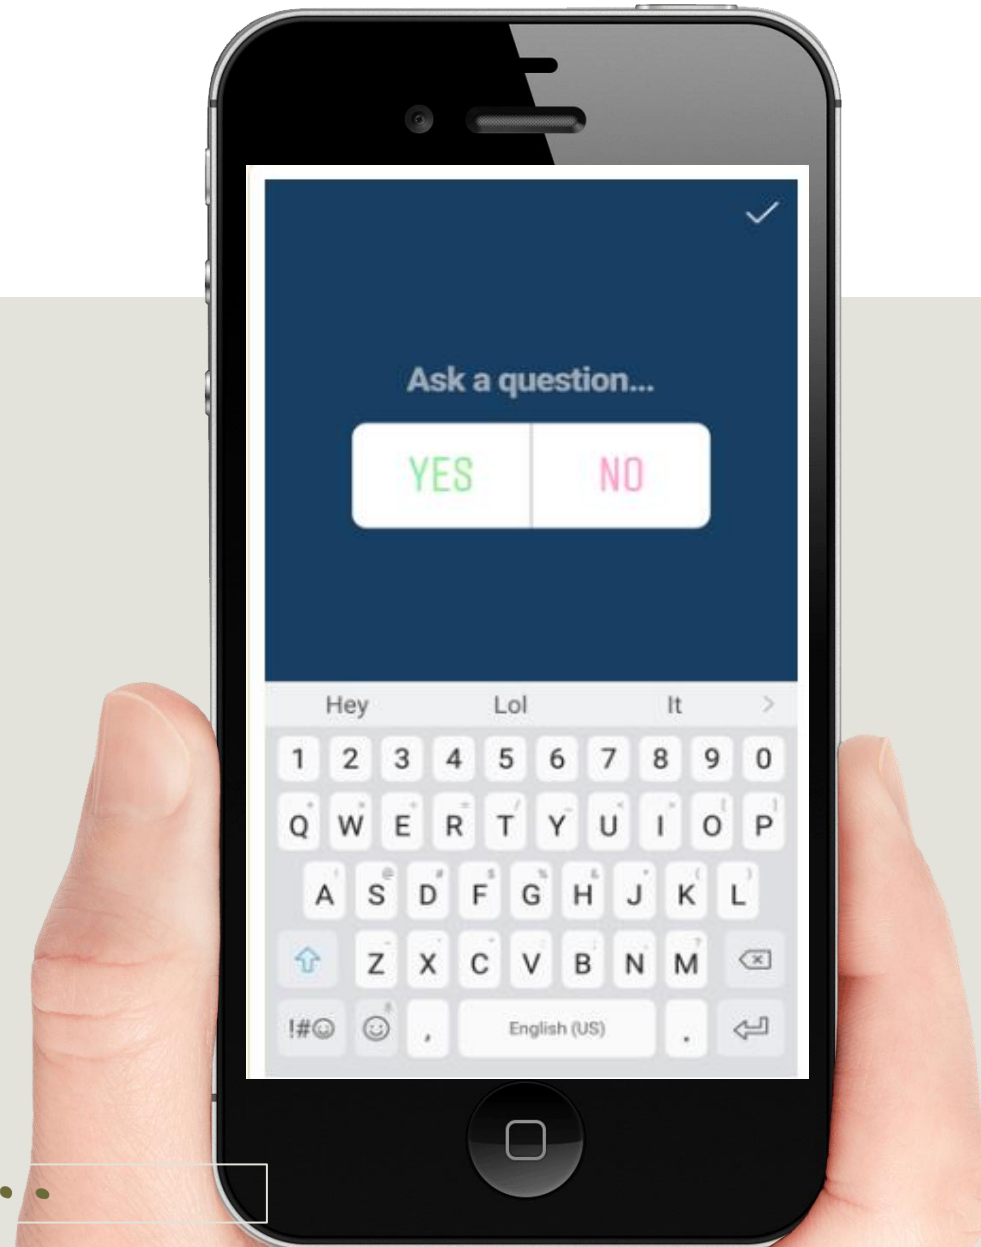 Ask a question...
YES NO
Hey Lol It
1 2 3 4 5 6 7 8 9 0
Q W E R T Y U I O P
A S D F G H J K L
Z X C V B N M
!#☺ , English (US) .